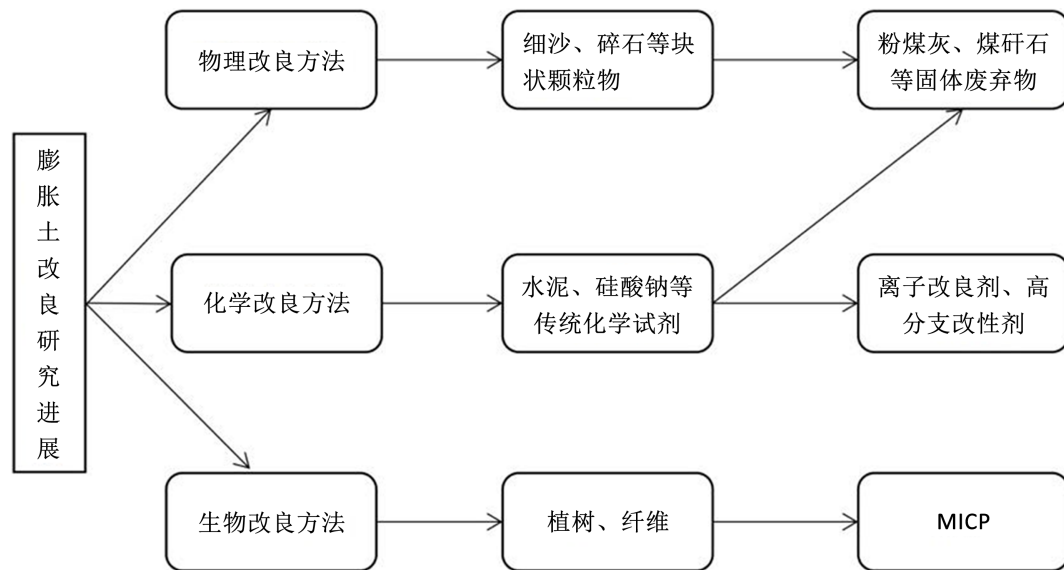 膨胀土改良研究进展
物理改良方法
细沙、碎石等块
状颗粒物
粉煤灰、煤矸石
等固体废弃物
化学改良方法
水泥、硅酸钠等
传统化学试剂
离子改良剂、高
分支改性剂
生物改良方法
植树、纤维
MICP